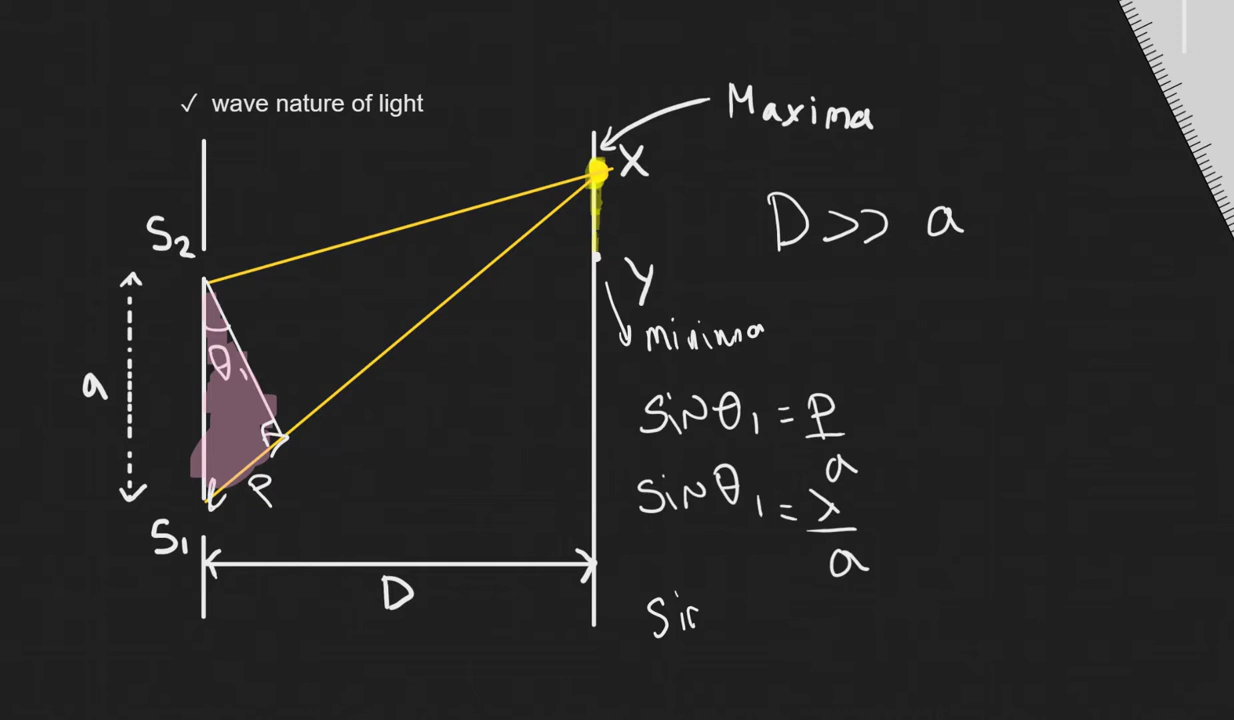 ✓ wave nature of light
Maxima
X
D >> a
S₂
Y
minima
θ₁
a
sinθ₁ = P/a
P
sinθ₁ = λ/a
S₁
D
Sin